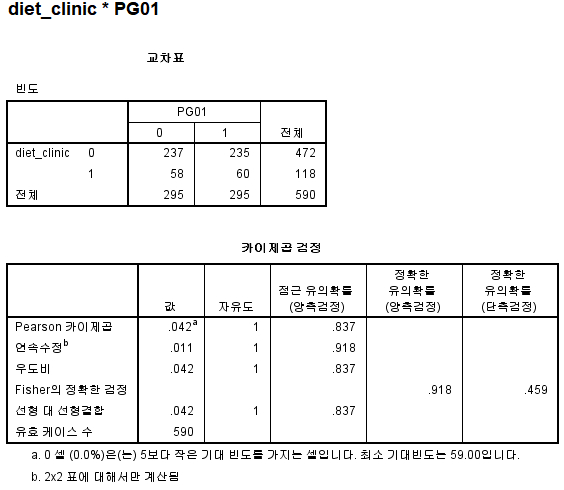 diet_clinic * PG01
교차표
빈도
PG01
0 1 전체
diet_clinic 0 237 235 472
1 58 60 118
전체 295 295 590
카이제곱 검정
값 자유도 점근 유의확률 (양측검정) 정확한 유의확률 (양측검정) 정확한 유의확률 (단측검정)
Pearson 카이제곱 .042a 1 .837
연속수정b .011 1 .918
우도비 .042 1 .837
Fisher의 정확한 검정 .918 .459
선형 대 선형결합 .042 1 .837
유효 케이스 수 590
a. 0 셀 (0.0%)은(는) 5보다 작은 기대 빈도를 가지는 셀입니다. 최소 기대빈도는 59.00입니다.
b. 2x2 표에 대해서만 계산됨